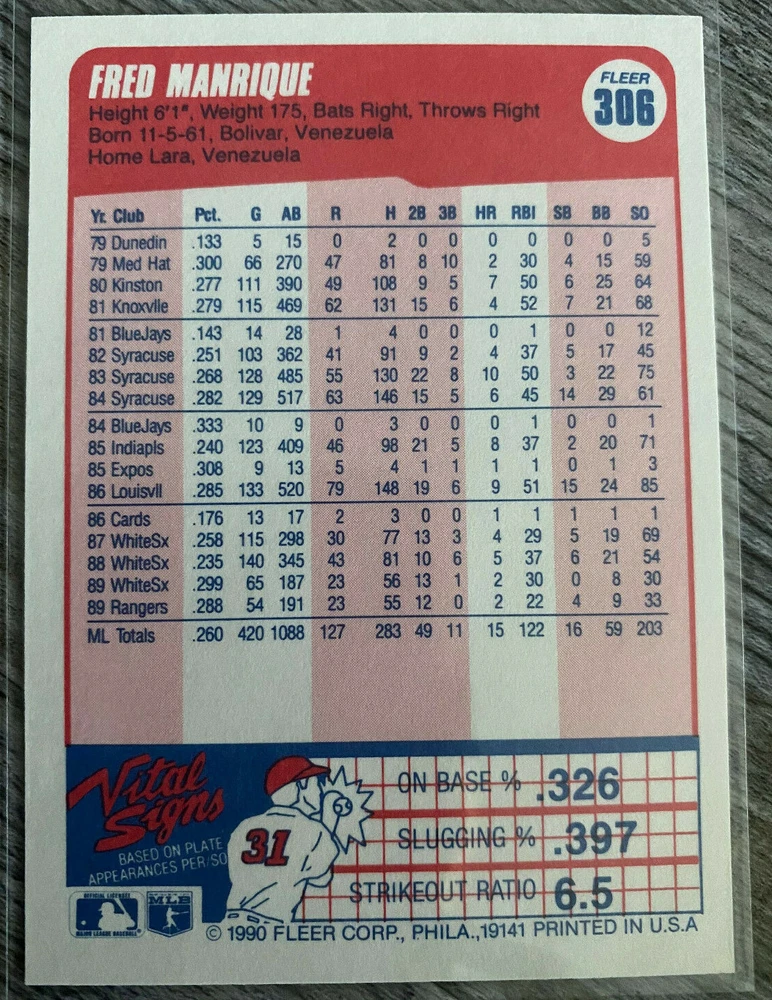 FRED MANRIQUE
FLEER
306
Height 6'1", Weight 175, Bats Right, Throws Right
Born 11-5-61, Bolivar, Venezuela
Home Lara, Venezuela
Yr. Club Pct. G AB R H 2B 3B HR RBI SB BB SO
79 Dunedin .133 5 15 0 2 0 0 0 0 0 0 5
79 Med Hat .300 66 270 47 81 8 10 2 30 4 15 59
80 Kinston .277 111 390 49 108 9 5 7 50 6 25 64
81 Knoxvlle .279 115 469 62 131 15 6 4 52 7 21 68
81 BlueJays .143 14 28 1 4 0 0 0 1 0 0 12
82 Syracuse .251 103 362 41 91 9 2 4 37 5 17 45
83 Syracuse .268 128 485 55 130 22 8 10 50 3 22 75
84 Syracuse .282 129 517 63 146 15 5 6 45 14 29 61
84 BlueJays .333 10 9 0 3 0 0 0 1 0 0 1
85 Indiapls .240 123 409 46 98 21 5 8 37 2 20 71
85 Expos .308 9 13 5 4 1 1 1 1 0 1 3
86 Louisvll .285 133 520 79 148 19 6 9 51 15 24 85
86 Cards .176 13 17 2 3 0 0 1 1 1 1 1
87 WhiteSx .258 115 298 30 77 13 3 4 29 5 19 69
88 WhiteSx .235 140 345 43 81 10 6 5 37 6 21 54
89 WhiteSx .299 65 187 23 56 13 1 2 30 0 8 30
89 Rangers .288 54 191 23 55 12 0 2 22 4 9 33
ML Totals .260 420 1088 127 283 49 11 15 122 16 59 203
Vital
Signs
BASED ON PLATE
APPEARANCES PER/SO
31
ON BASE % .326
SLUGGING % .397
STRIKEOUT RATIO 6.5
OFFICIAL LICENSEE
MAJOR LEAGUE BASEBALL
MLB
© 1990 FLEER CORP., PHILA.,19141 PRINTED IN U.S.A